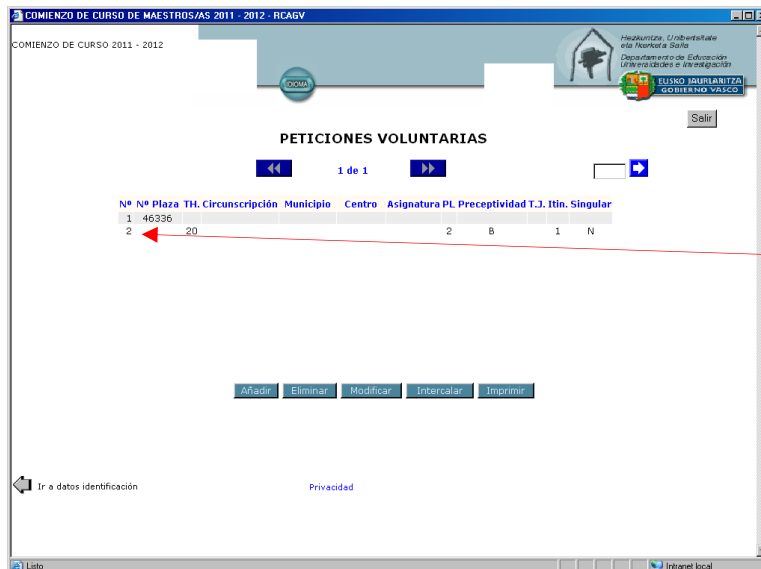 COMIENZO DE CURSO DE MAESTROS/AS 2011 - 2012 - RCAGV
COMIENZO DE CURSO 2011 - 2012
Hezkuntza, Unibertsitate
eta Ikerketa Saila
Departamento de Educación
Universidades e Investigación
EUSKO JAURLARITZA
GOBIERNO VASCO
IDIOMA
Salir
PETICIONES VOLUNTARIAS
1 de 1
Nº Nº Plaza TH. Circunscripción Municipio Centro Asignatura PL Preceptividad T.J. Itin. Singular
1 46336
2 20 2 B 1 N
Añadir Eliminar Modificar Intercalar Imprimir
Ir a datos identificación Privacidad
Listo Intranet local